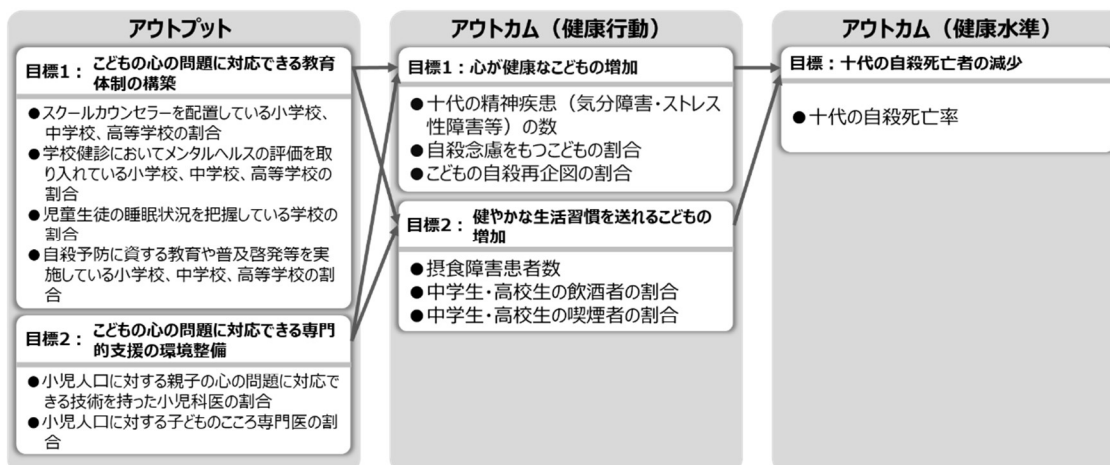 アウトプット
目標1: こどもの心の問題に対応できる教育
体制の構築
●スクールカウンセラーを配置している小学校、
中学校、高等学校の割合
●学校健診においてメンタルヘルスの評価を取
り入れている小学校、中学校、高等学校の
割合
●児童生徒の睡眠状況を把握している学校の
割合
●自殺予防に資する教育や普及啓発等を実
施している小学校、中学校、高等学校の割
合
目標2: こどもの心の問題に対応できる専門
的支援の環境整備
●小児人口に対する親子の心の問題に対応で
きる技術を持った小児科医の割合
●小児人口に対する子どものこころ専門医の割
合
アウトカム（健康行動）
目標1：心が健康なこどもの増加
●十代の精神疾患（気分障害・ストレス
性障害等）の数
●自殺念慮をもつこどもの割合
●こどもの自殺再企図の割合
目標2： 健やかな生活習慣を送れるこどもの
増加
●摂食障害患者数
●中学生・高校生の飲酒者の割合
●中学生・高校生の喫煙者の割合
アウトカム（健康水準）
目標：十代の自殺死亡者の減少
●十代の自殺死亡率